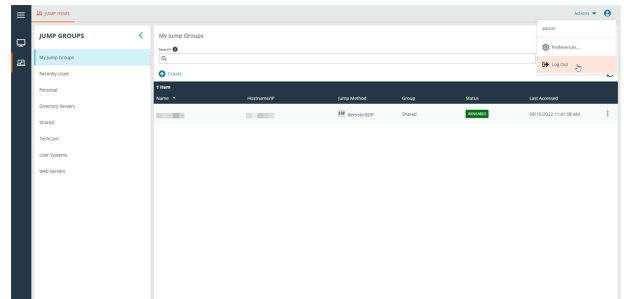 JUMP ITEMS
Actions
admin
Preferences...
Log Out
JUMP GROUPS
My Jump Groups
Recently Used
Personal
Directory Servers
Shared
TechCom
User Systems
Web Servers
My Jump Groups
Search
Create
1 item
Name Hostname/IP Jump Method Group Status Last Accessed
Remote RDP Shared AVAILABLE 09/15/2022 11:41:09 AM